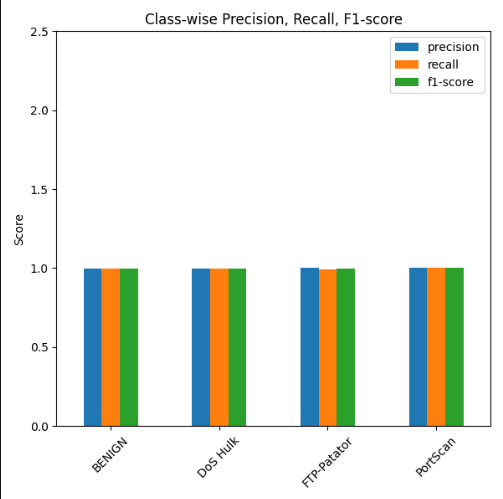 Class-wise Precision, Recall, F1-score
precision
recall
f1-score
Score
2.5
2.0
1.5
1.0
0.5
0.0
BENIGN
DoS Hulk
FTP-Patator
PortScan